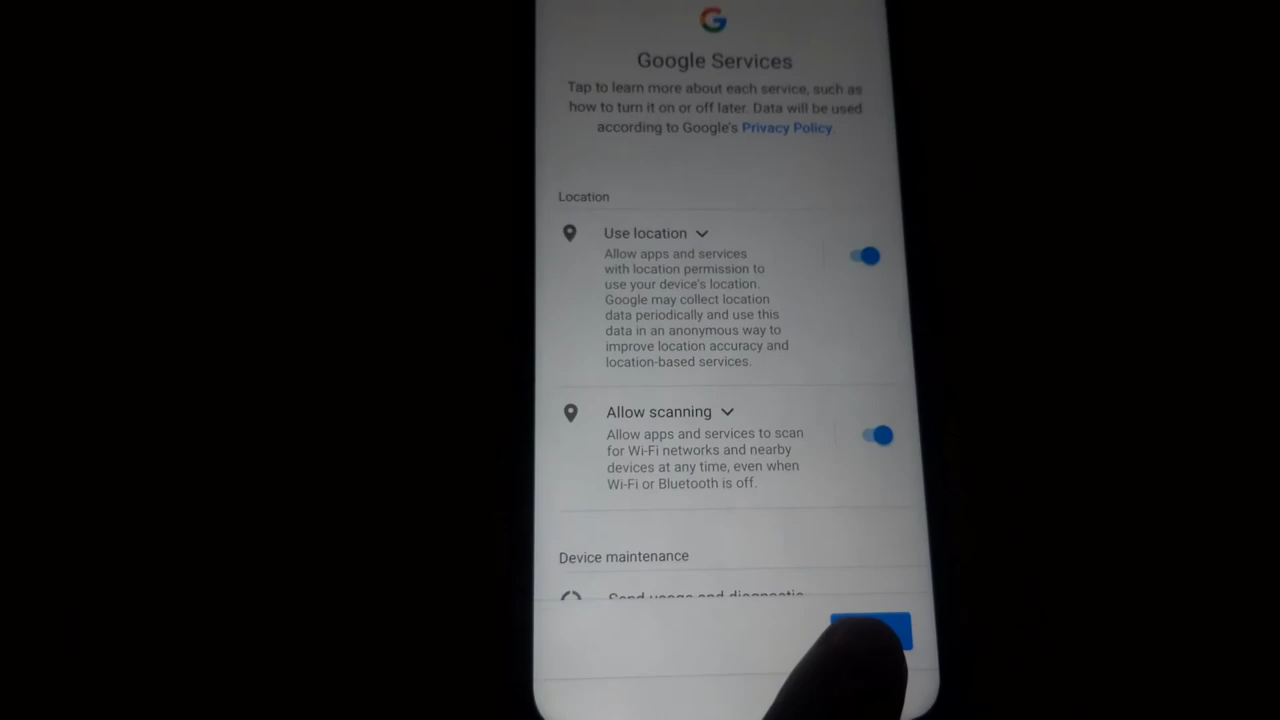 Google Services
Tap to learn more about each service, such as
how to turn it on or off later. Data will be used
according to Google's Privacy Policy.
Location
Use location
Allow apps and services
with location permission to
use your device's location.
Google may collect location
data periodically and use this
data in an anonymous way to
improve location accuracy and
location-based services.
Allow scanning
Allow apps and services to scan
for Wi-Fi networks and nearby
devices at any time, even when
Wi-Fi or Bluetooth is off.
Device maintenance
Send usage and diagnostic